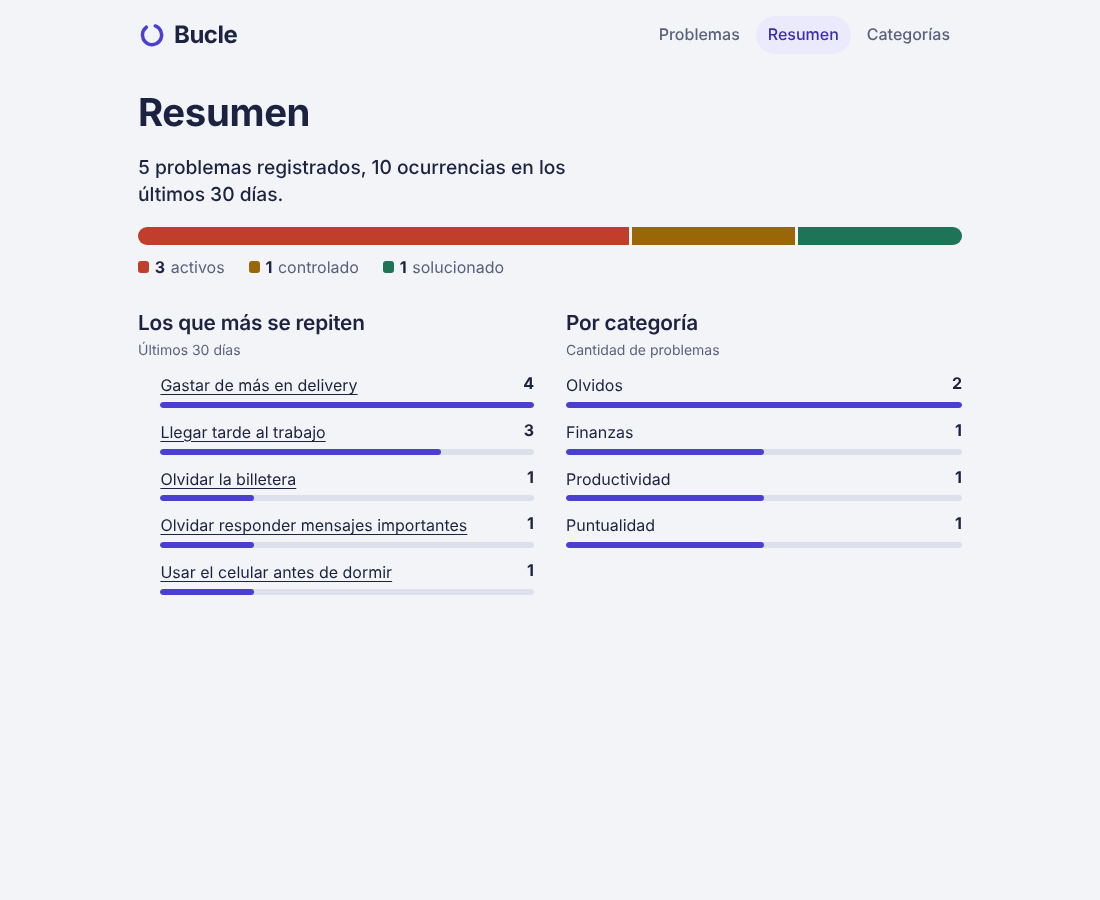 Bucle
Problemas
Resumen
Categorías
Resumen
5 problemas registrados, 10 ocurrencias en los
últimos 30 días.
3 activos
1 controlado
1 solucionado
Los que más se repiten
Últimos 30 días
Gastar de más en delivery 4
Llegar tarde al trabajo 3
Olvidar la billetera 1
Olvidar responder mensajes importantes 1
Usar el celular antes de dormir 1
Por categoría
Cantidad de problemas
Olvidos 2
Finanzas 1
Productividad 1
Puntualidad 1